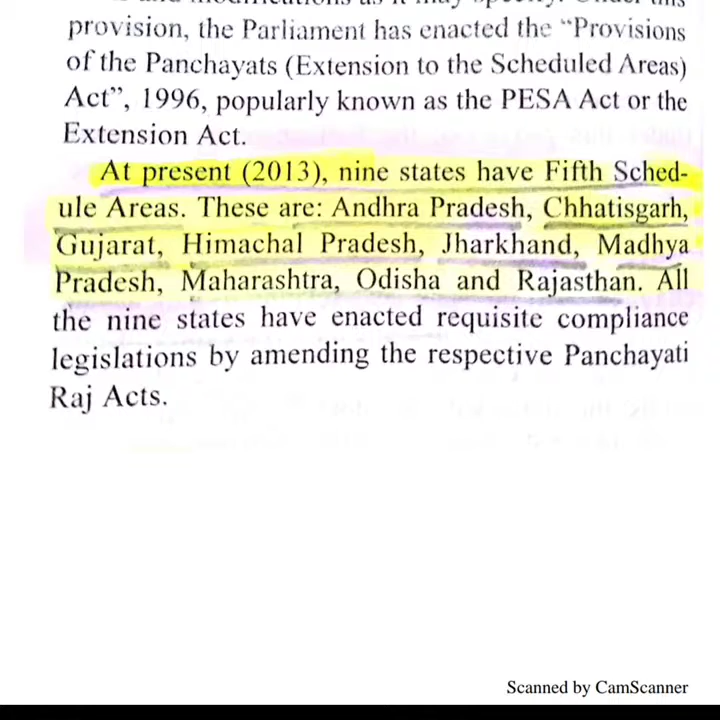 provision, the Parliament has enacted the “Provisions
of the Panchayats (Extension to the Scheduled Areas)
Act”, 1996, popularly known as the PESA Act or the
Extension Act.
At present (2013), nine states have Fifth Sched-
ule Areas. These are: Andhra Pradesh, Chhatisgarh,
Gujarat, Himachal Pradesh, Jharkhand, Madhya
Pradesh, Maharashtra, Odisha and Rajasthan. All
the nine states have enacted requisite compliance
legislations by amending the respective Panchayati
Raj Acts.
Scanned by CamScanner